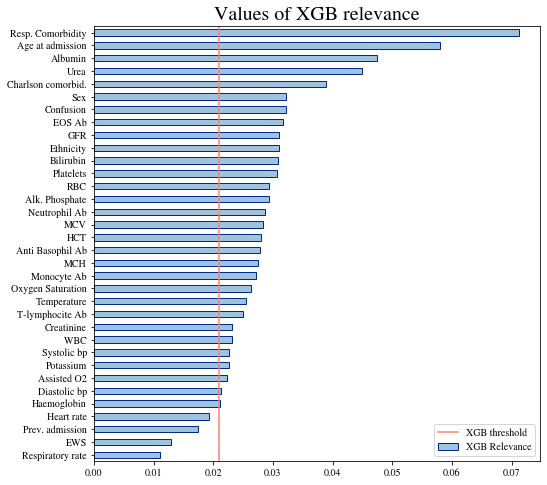 Values of XGB relevance
Resp. Comorbidity
Age at admission
Albumin
Urea
Charlson comorbid.
Sex
Confusion
EOS Ab
GFR
Ethnicity
Bilirubin
Platelets
RBC
Alk. Phosphate
Neutrophil Ab
MCV
HCT
Anti Basophil Ab
MCH
Monocyte Ab
Oxygen Saturation
Temperature
T-lymphocite Ab
Creatinine
WBC
Systolic bp
Potassium
Assisted O2
Diastolic bp
Haemoglobin
Heart rate
Prev. admission
EWS
Respiratory rate
XGB threshold
XGB Relevance
0.00 0.01 0.02 0.03 0.04 0.05 0.06 0.07